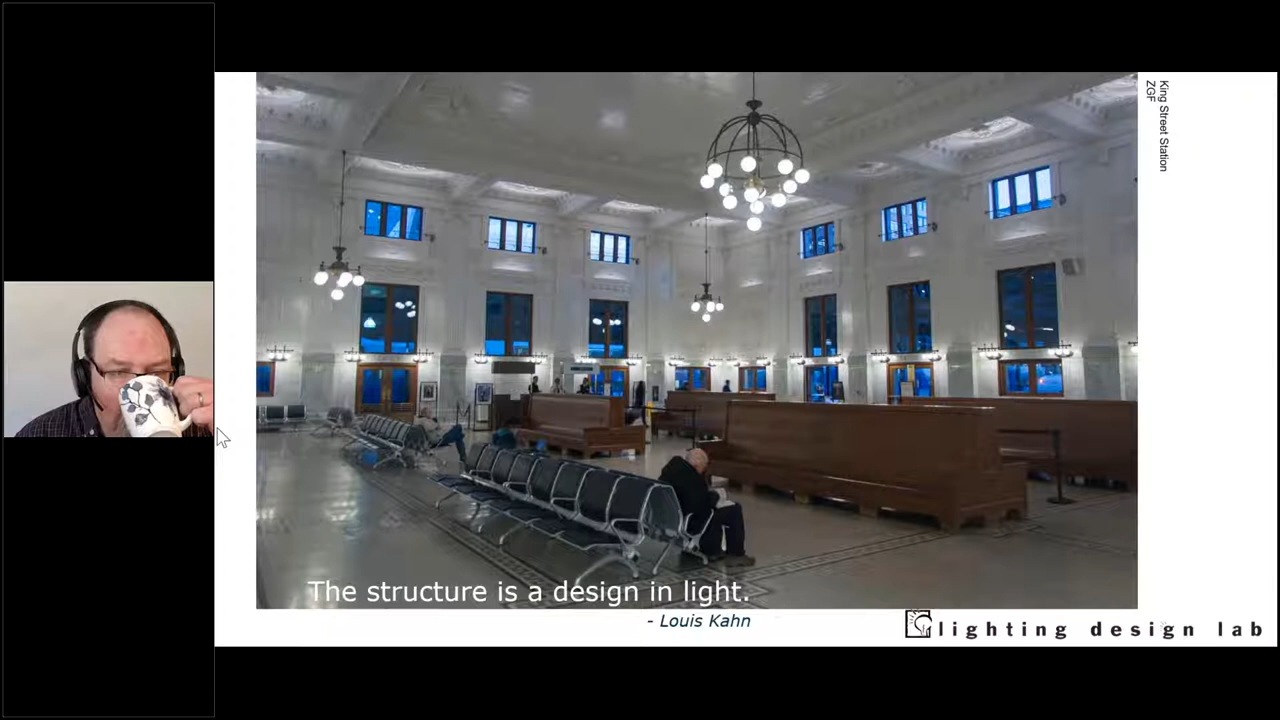 King Street Station
ZGF
The structure is a design in light.
- Louis Kahn
lighting design lab